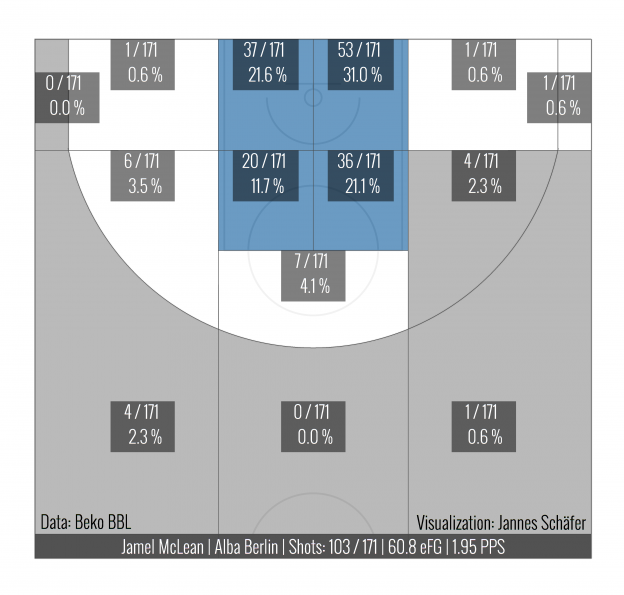 1 / 171
0.6 %
37 / 171
21.6 %
53 / 171
31.0 %
1 / 171
0.6 %
0 / 171
0.0 %
1 / 171
0.6 %
6 / 171
3.5 %
20 / 171
11.7 %
36 / 171
21.1 %
4 / 171
2.3 %
7 / 171
4.1 %
4 / 171
2.3 %
0 / 171
0.0 %
1 / 171
0.6 %
Data: Beko BBL
Visualization: Jannes Schäfer
Jamel McLean | Alba Berlin | Shots: 103 / 171 | 60.8 eFG | 1.95 PPS